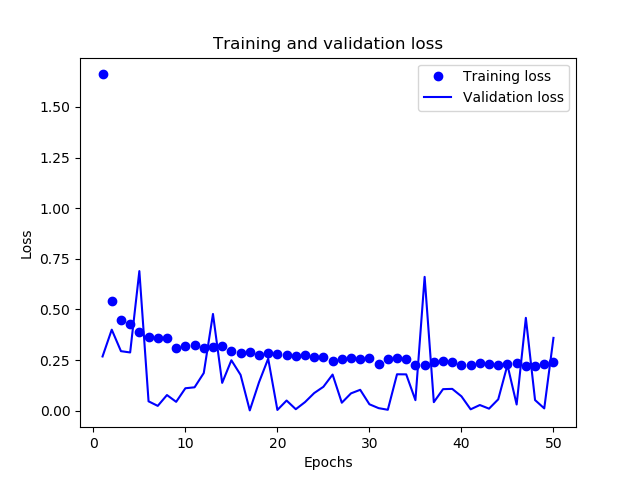 Training and validation loss
Training loss
Validation loss
1.50
1.25
1.00
0.75
0.50
0.25
0.00
Loss
0 10 20 30 40 50
Epochs